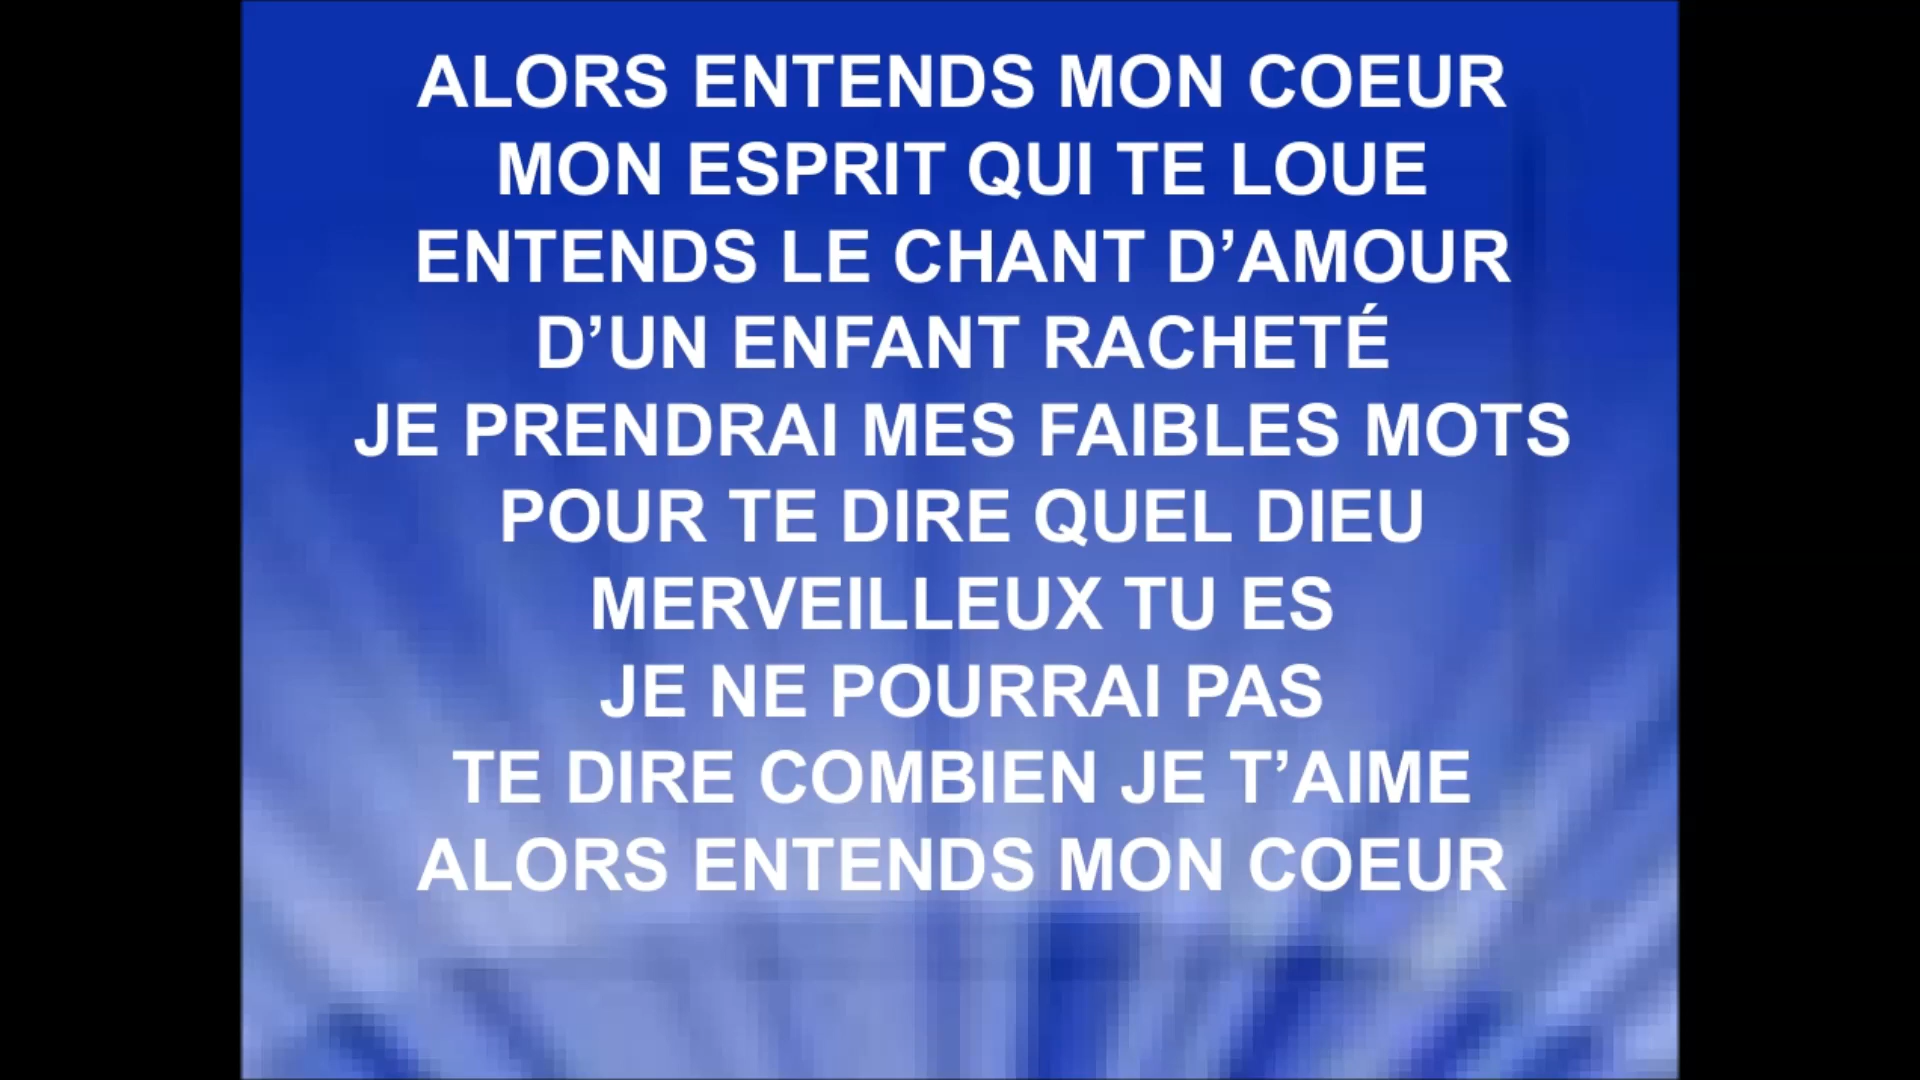 ALORS ENTENDS MON COEUR
MON ESPRIT QUI TE LOUE
ENTENDS LE CHANT D’AMOUR
D’UN ENFANT RACHETÉ
JE PRENDRAI MES FAIBLES MOTS
POUR TE DIRE QUEL DIEU
MERVEILLEUX TU ES
JE NE POURRAI PAS
TE DIRE COMBIEN JE T’AIME
ALORS ENTENDS MON COEUR